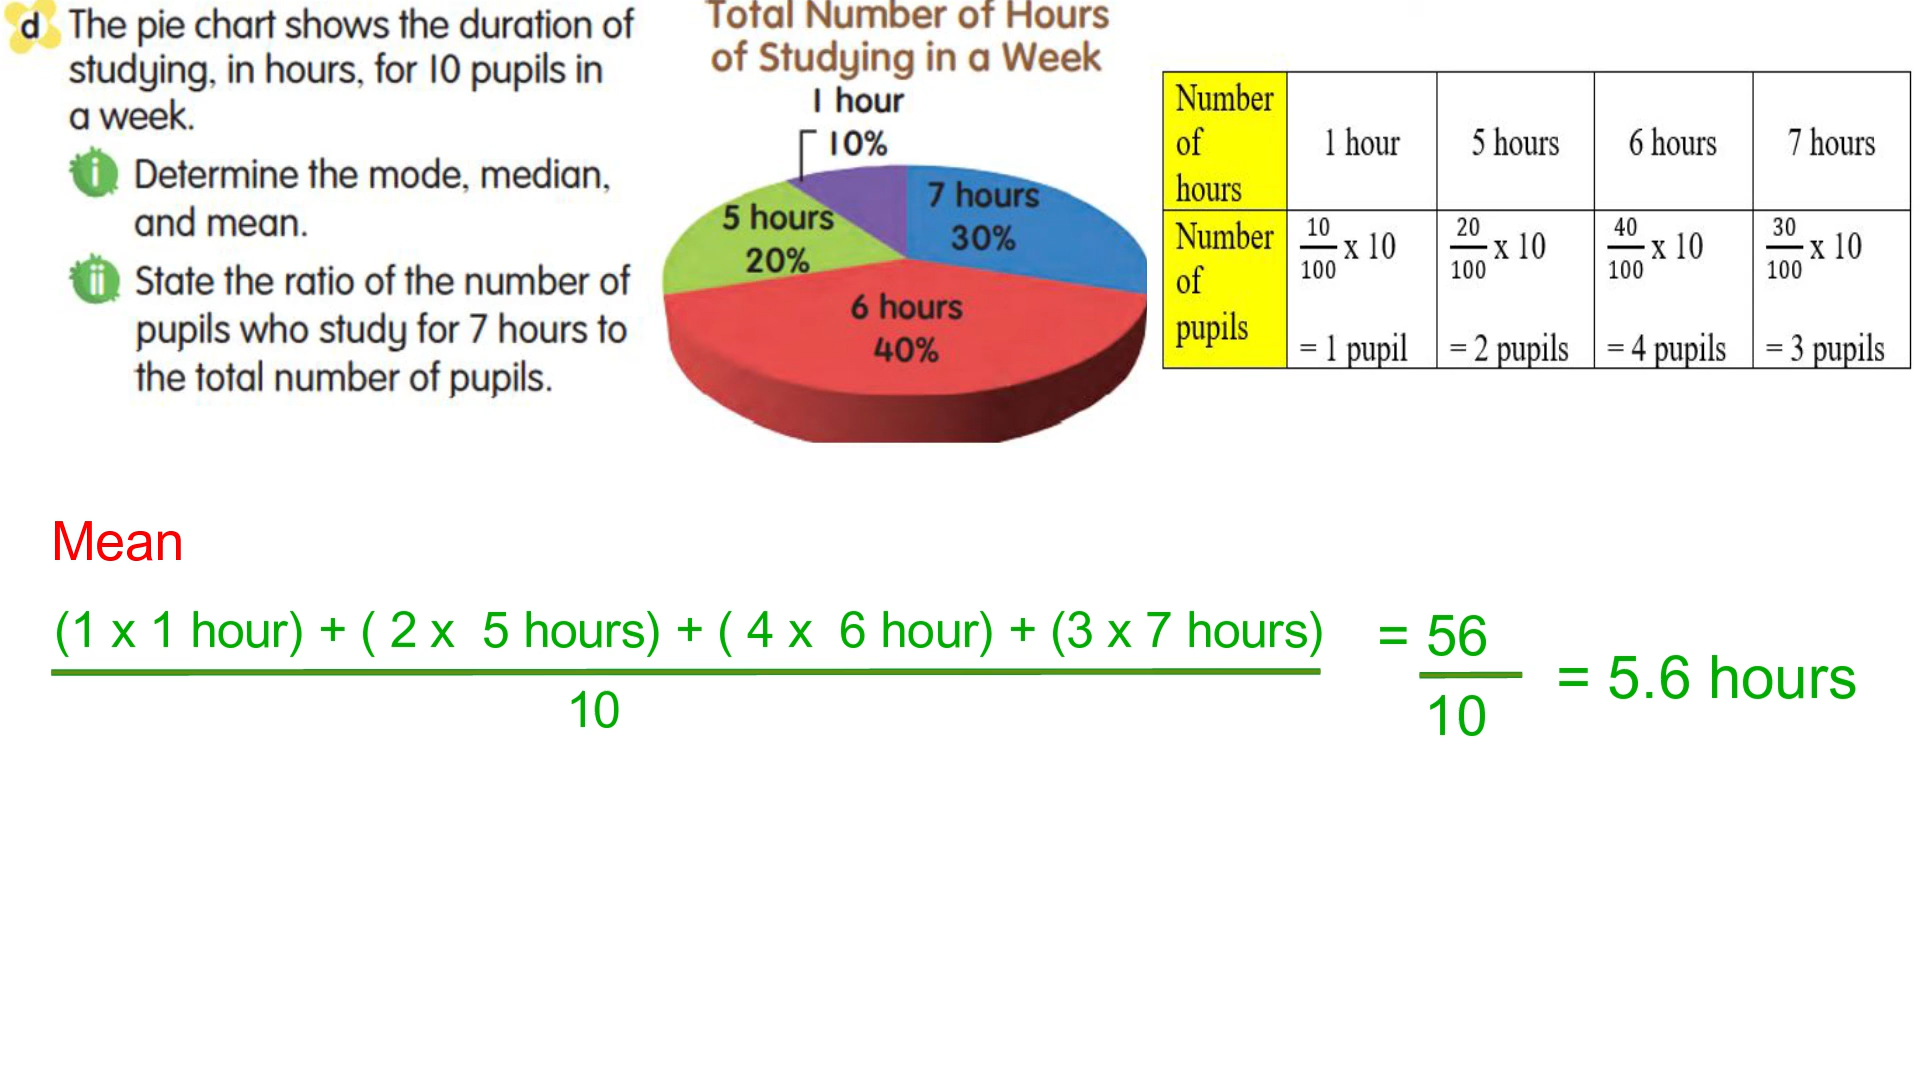 d The pie chart shows the duration of
studying, in hours, for 10 pupils in
a week.
i Determine the mode, median,
and mean.
ii State the ratio of the number of
pupils who study for 7 hours to
the total number of pupils.
Total Number of Hours
of Studying in a Week
1 hour
10%
7 hours
30%
5 hours
20%
6 hours
40%
Number
of
hours
1 hour
5 hours
6 hours
7 hours
Number
of
pupils
10/100 x 10
= 1 pupil
20/100 x 10
= 2 pupils
40/100 x 10
= 4 pupils
30/100 x 10
= 3 pupils
Mean
(1 x 1 hour) + ( 2 x 5 hours) + ( 4 x 6 hour) + (3 x 7 hours)
10
= 56
10
= 5.6 hours